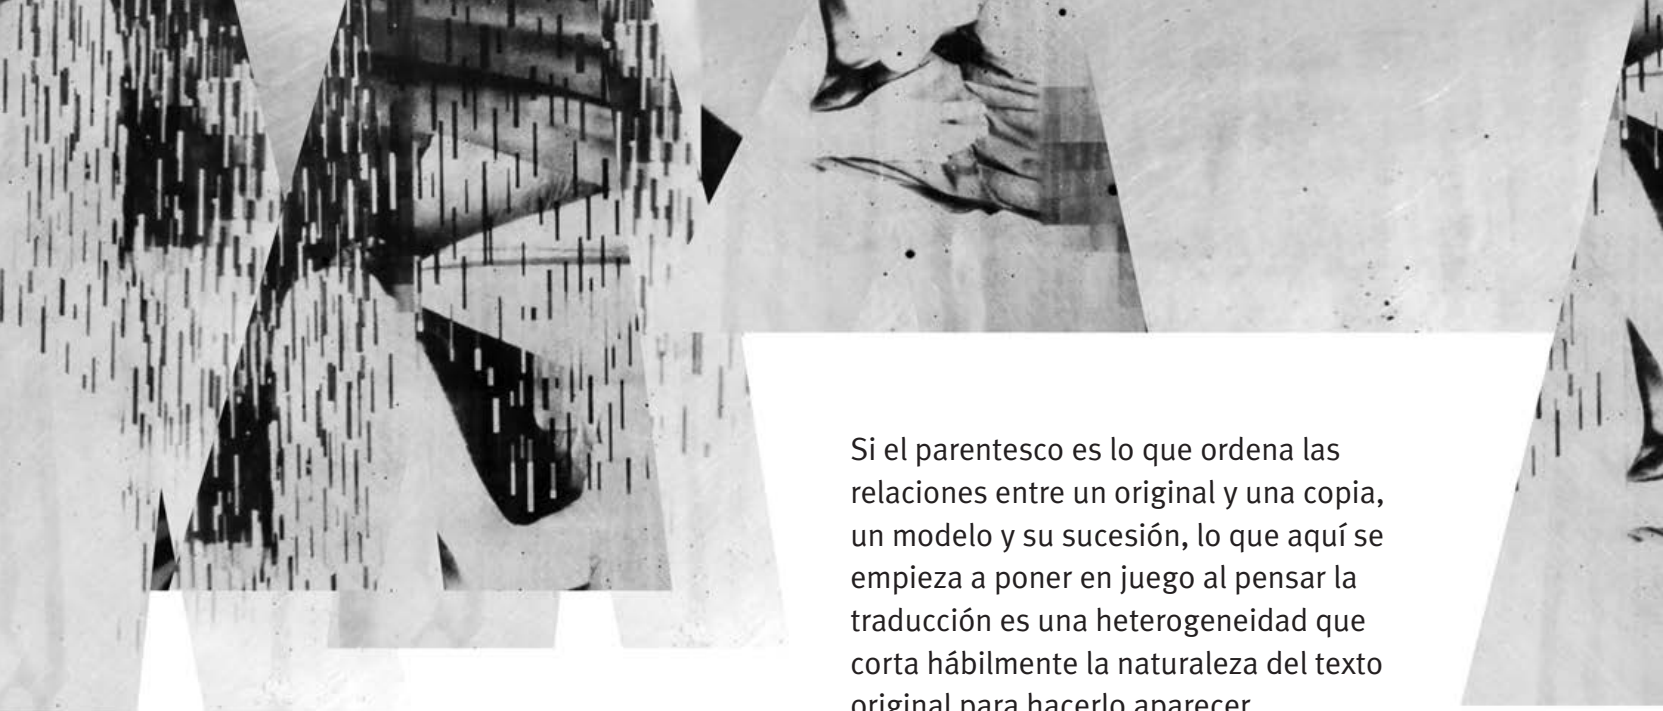 Si el parentesco es lo que ordena las
relaciones entre un original y una copia,
un modelo y su sucesión, lo que aquí se
empieza a poner en juego al pensar la
traducción es una heterogeneidad que
corta hábilmente la naturaleza del texto
original para hacerlo aparecer